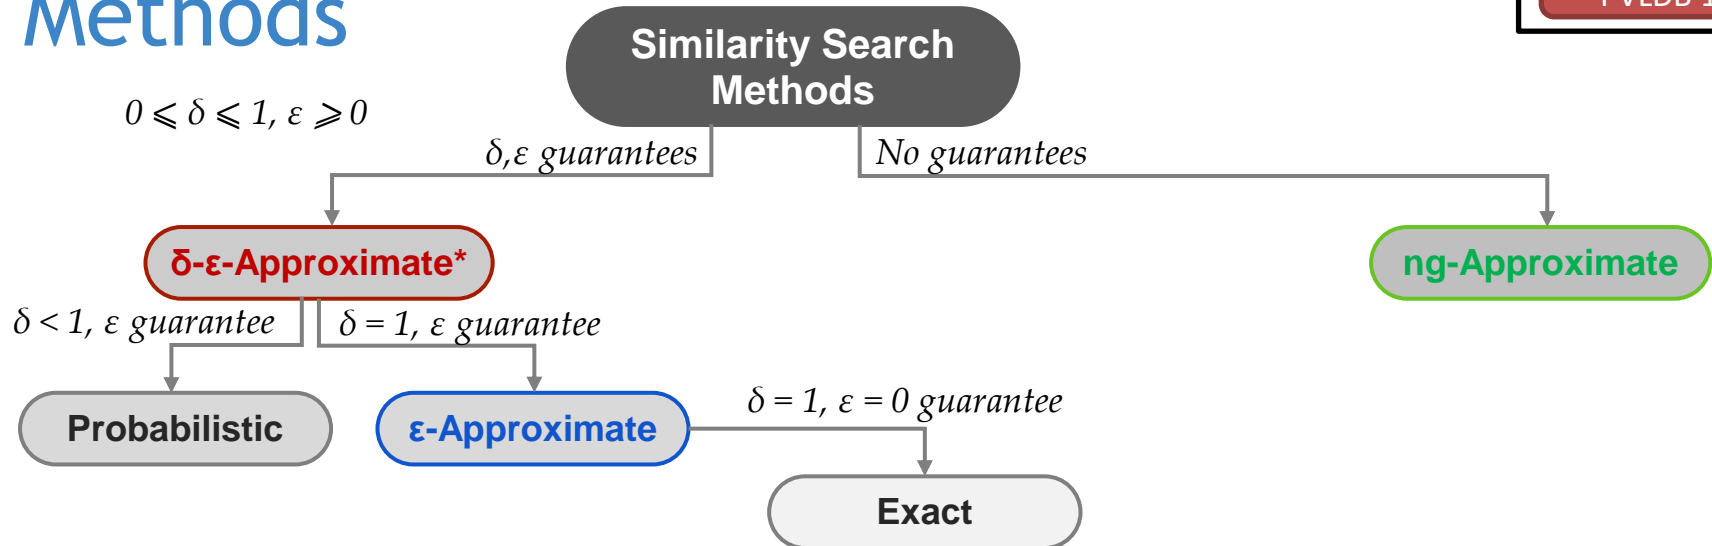 Methods
PVLDB
Similarity Search
Methods
0 ⩽ δ ⩽ 1, ε ⩾ 0
δ,ε guarantees
No guarantees
δ-ε-Approximate*
ng-Approximate
δ < 1, ε guarantee
δ = 1, ε guarantee
δ = 1, ε = 0 guarantee
Probabilistic
ε-Approximate
Exact